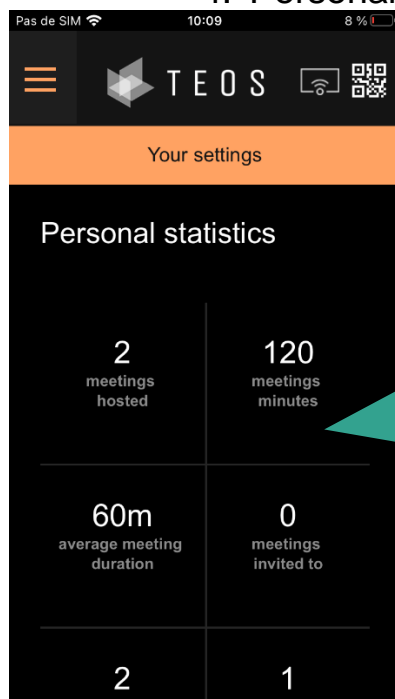 Personal
Pas de SIM 10:09 8 %
TEOS
Your settings
Personal statistics
2
meetings
hosted
120
meetings
minutes
60m
average meeting
duration
0
meetings
invited to
2
1